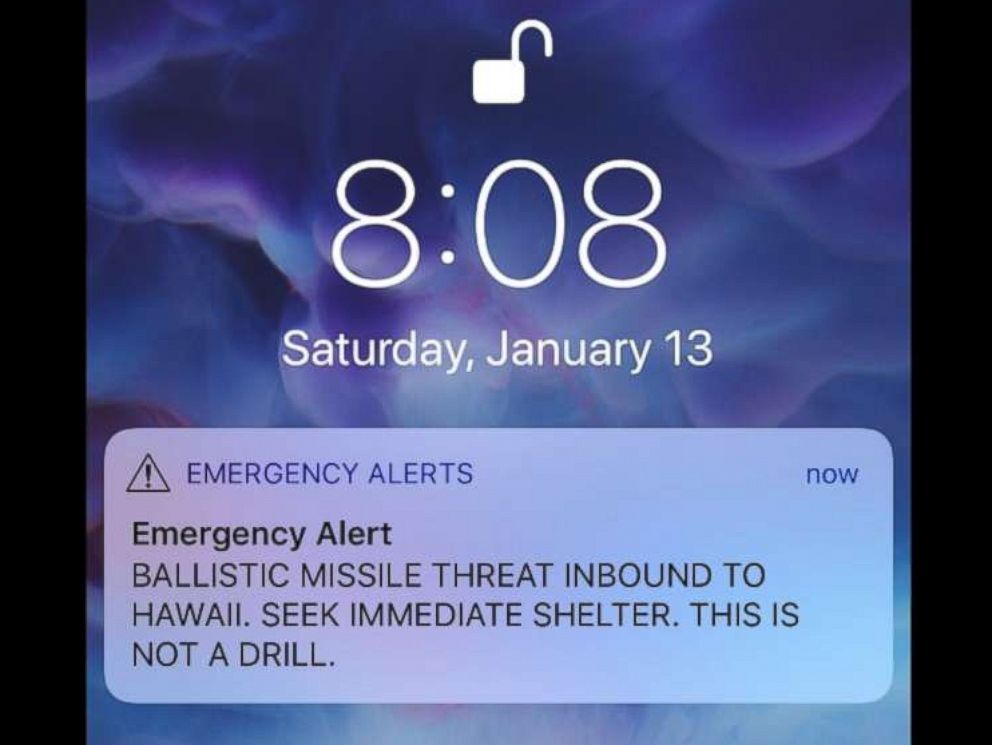 8:08
Saturday, January 13
EMERGENCY ALERTS now
Emergency Alert
BALLISTIC MISSILE THREAT INBOUND TO
HAWAII. SEEK IMMEDIATE SHELTER. THIS IS
NOT A DRILL.